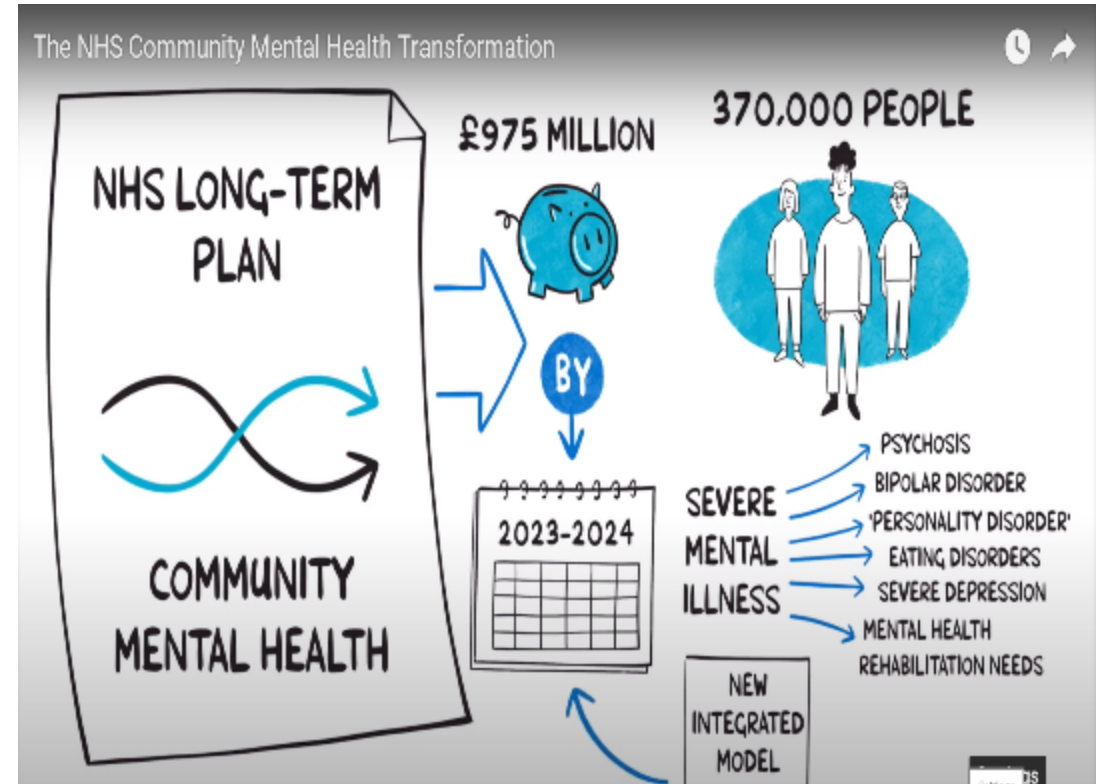 The NHS Community Mental Health Transformation
NHS LONG-TERM
PLAN
COMMUNITY
MENTAL HEALTH
£975 MILLION
BY
2023-2024
370,000 PEOPLE
SEVERE
MENTAL
ILLNESS
PSYCHOSIS
BIPOLAR DISORDER
'PERSONALITY DISORDER'
EATING DISORDERS
SEVERE DEPRESSION
MENTAL HEALTH
REHABILITATION NEEDS
NEW
INTEGRATED
MODEL